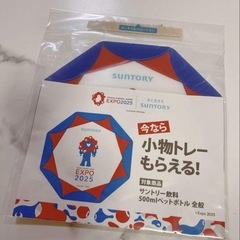 SUNTORY
EXPO2025
SUNTORY
今なら
小物トレー
もらえる!
対象商品
サントリー飲料
500mlペットボトル 全般
EXPO
2025
©Expo 2025